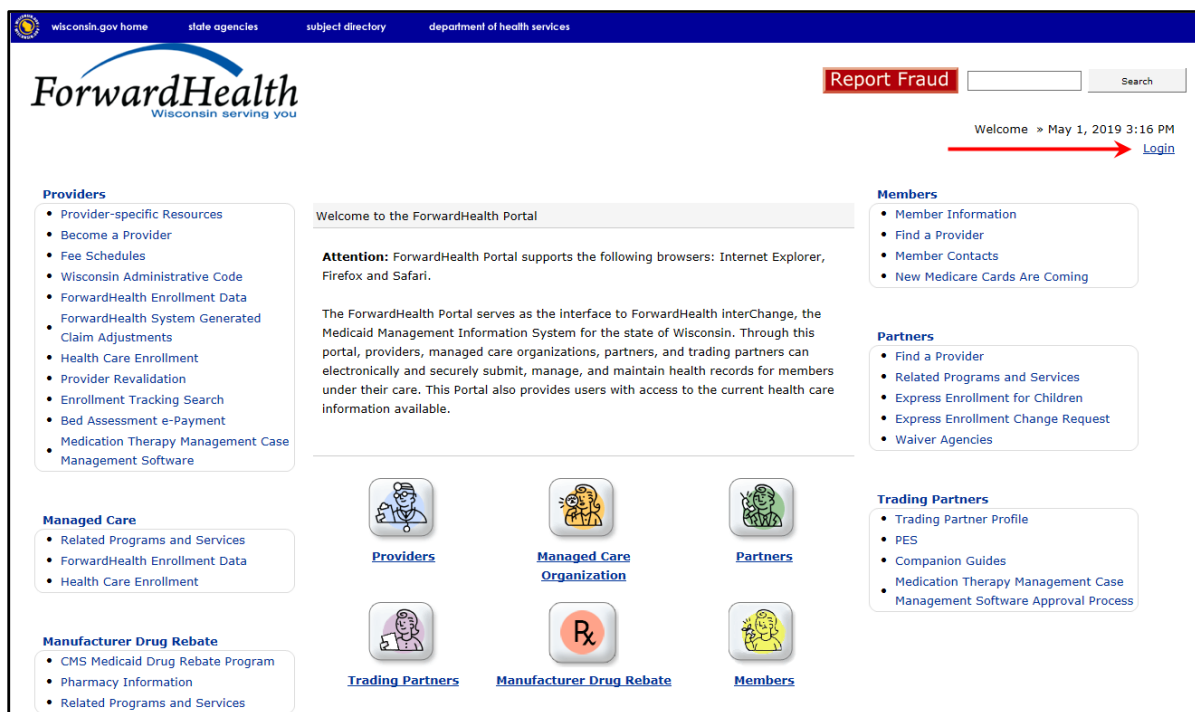 wisconsin.gov home state agencies subject directory department of health services
ForwardHealth
Wisconsin serving you
Report Fraud
Search
Welcome » May 1, 2019 3:16 PM
Login
Providers
Provider-specific Resources
Become a Provider
Fee Schedules
Wisconsin Administrative Code
ForwardHealth Enrollment Data
ForwardHealth System Generated
Claim Adjustments
Health Care Enrollment
Provider Revalidation
Enrollment Tracking Search
Bed Assessment e-Payment
Medication Therapy Management Case
Management Software
Managed Care
Related Programs and Services
ForwardHealth Enrollment Data
Health Care Enrollment
Manufacturer Drug Rebate
CMS Medicaid Drug Rebate Program
Pharmacy Information
Related Programs and Services
Welcome to the ForwardHealth Portal
Attention: ForwardHealth Portal supports the following browsers: Internet Explorer,
Firefox and Safari.
The ForwardHealth Portal serves as the interface to ForwardHealth interChange, the
Medicaid Management Information System for the state of Wisconsin. Through this
portal, providers, managed care organizations, partners, and trading partners can
electronically and securely submit, manage, and maintain health records for members
under their care. This Portal also provides users with access to the current health care
information available.
Providers
Managed Care
Organization
Partners
Rx
Trading Partners
Manufacturer Drug Rebate
Members
Members
Member Information
Find a Provider
Member Contacts
New Medicare Cards Are Coming
Partners
Find a Provider
Related Programs and Services
Express Enrollment for Children
Express Enrollment Change Request
Waiver Agencies
Trading Partners
Trading Partner Profile
PES
Companion Guides
Medication Therapy Management Case
Management Software Approval Process